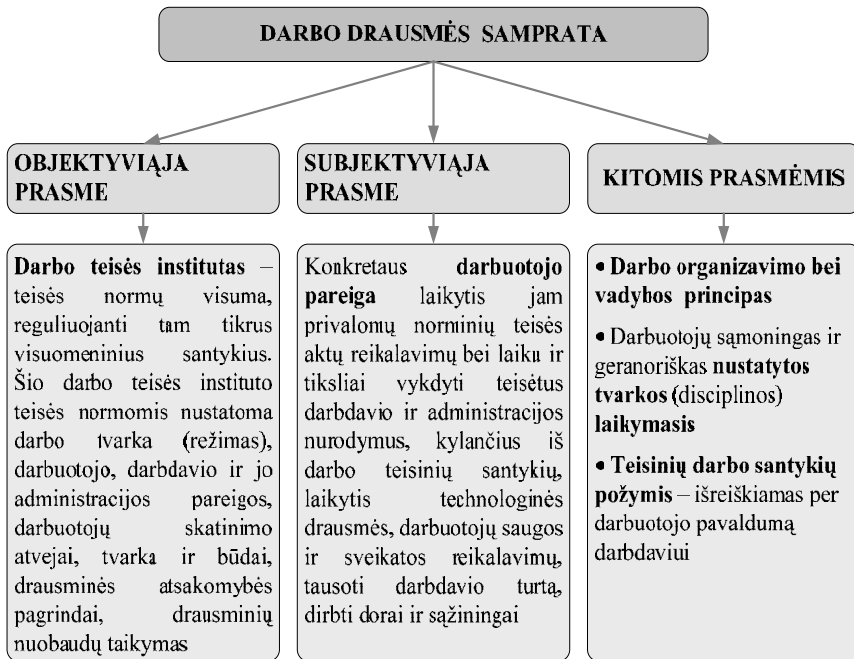 DARBO DRAUSMĖS SAMPRATA
OBJEKTYVIĄJA
PRASME
Darbo teisės institutas –
teisės normų visuma,
reguliuojanti tam tikrus
visuomeninius santykius.
Šio darbo teisės instituto
teisės normomis nustatoma
darbo tvarka (režimas),
darbuotojo, darbdavio ir jo
administracijos pareigos,
darbuotojų skatinimo
atvejai, tvarka ir būdai,
drausminės atsakomybės
pagrindai, drausminių
nuobaudų taikymas
SUBJEKTYVIĄJA
PRASME
Konkretaus darbuotojo
pareiga laikytis jam
privalomų norminių teisės
aktų reikalavimų bei laiku ir
tiksliai vykdyti teisėtus
darbdavio ir administracijos
nurodymus, kylančius iš
darbo teisinių santykių,
laikytis technologinės
drausmės, darbuotojų saugos
ir sveikatos reikalavimų,
tausoti darbdavio turtą,
dirbti dorai ir sąžiningai
KITOMIS PRASMĖMIS
• Darbo organizavimo bei
vadybos principas
• Darbuotojų sąmoningas ir
geranoriškas nustatytos
tvarkos (disciplinos)
laikymasis
• Teisinių darbo santykių
požymis – išreiškiamas per
darbuotojo pavaldumą
darbdaviui